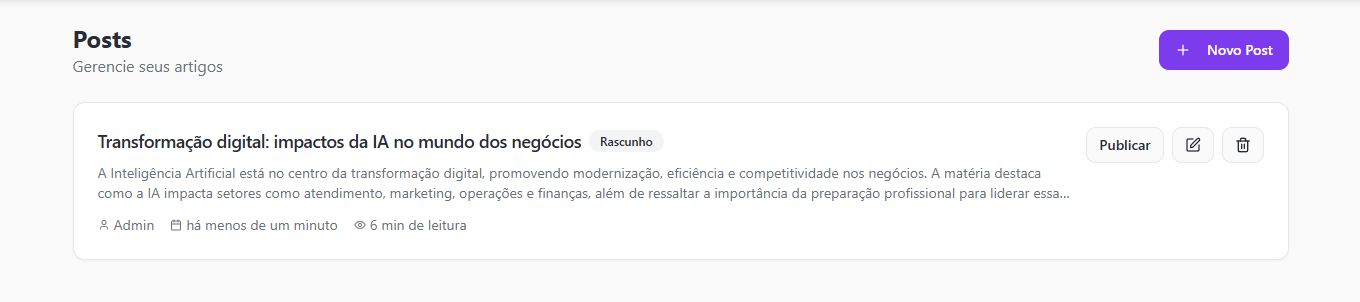 Posts
Gerencie seus artigos
Novo Post
Transformação digital: impactos da IA no mundo dos negócios
Rascunho
Publicar
A Inteligência Artificial está no centro da transformação digital, promovendo modernização, eficiência e competitividade nos negócios. A matéria destaca
como a IA impacta setores como atendimento, marketing, operações e finanças, além de ressaltar a importância da preparação profissional para liderar essa...
Admin
há menos de um minuto
6 min de leitura